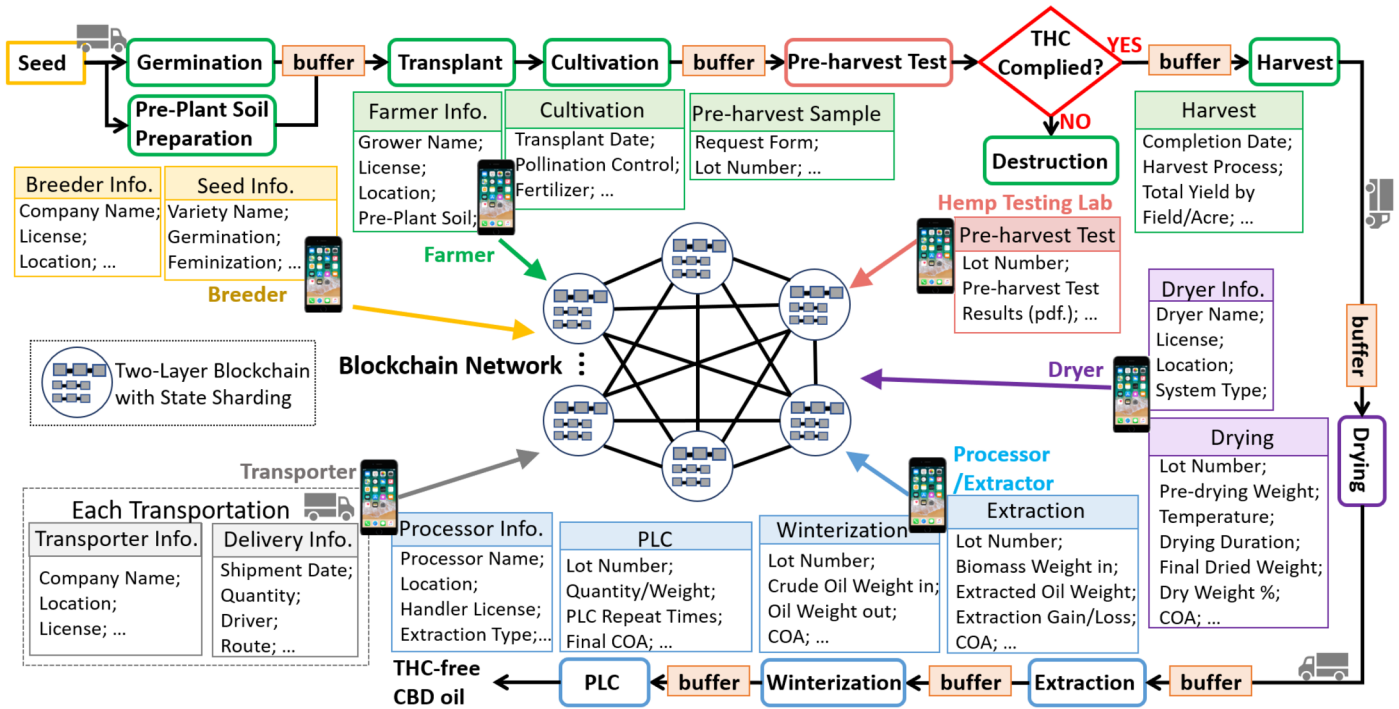 Seed
Germination
buffer
Transplant
Cultivation
buffer
Pre-harvest Test
THC
Complied?
YES
buffer
Harvest
Pre-Plant Soil
Preparation
NO
Destruction
Farmer Info.
Grower Name;
License;
Location;
Pre-Plant Soil;
Cultivation
Transplant Date;
Pollination Control;
Fertilizer; ...
Pre-harvest Sample
Request Form;
Lot Number; ...
Harvest
Completion Date;
Harvest Process;
Total Yield by
Field/Acre; ...
Breeder Info.
Company Name;
License;
Location; ...
Seed Info.
Variety Name;
Germination;
Feminization; ...
Breeder
Farmer
Hemp Testing Lab
Pre-harvest Test
Lot Number;
Pre-harvest Test
Results (pdf.); ...
Dryer Info.
Dryer Name;
License;
Location;
System Type;
buffer
Two-Layer Blockchain
with State Sharding
Blockchain Network
Dryer
Drying
Drying
Lot Number;
Pre-drying Weight;
Temperature;
Drying Duration;
Final Dried Weight;
Dry Weight %;
COA; ...
Transporter
Each Transportation
Transporter Info.
Company Name;
Location;
License; ...
Delivery Info.
Shipment Date;
Quantity;
Driver;
Route; ...
Processor
/Extractor
Processor Info.
Processor Name;
Location;
Handler License;
Extraction Type;...
PLC
Lot Number;
Quantity/Weight;
PLC Repeat Times;
Final COA; ...
Winterization
Lot Number;
Crude Oil Weight in;
Oil Weight out;
COA; ...
Extraction
Lot Number;
Biomass Weight in;
Extracted Oil Weight;
Extraction Gain/Loss;
COA; ...
THC-free
CBD oil
PLC
buffer
Winterization
buffer
Extraction
buffer